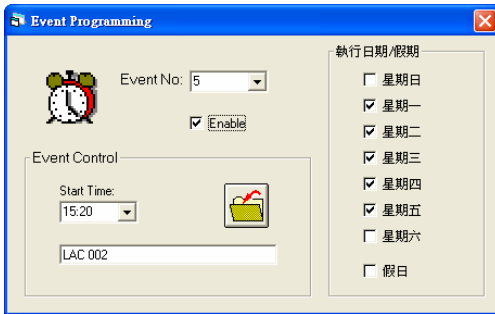 Event Programming
Event No: 5
Enable
Event Control
Start Time:
15:20
LAC 002
執行日期/假期
星期日
星期一
星期二
星期三
星期四
星期五
星期六
假日